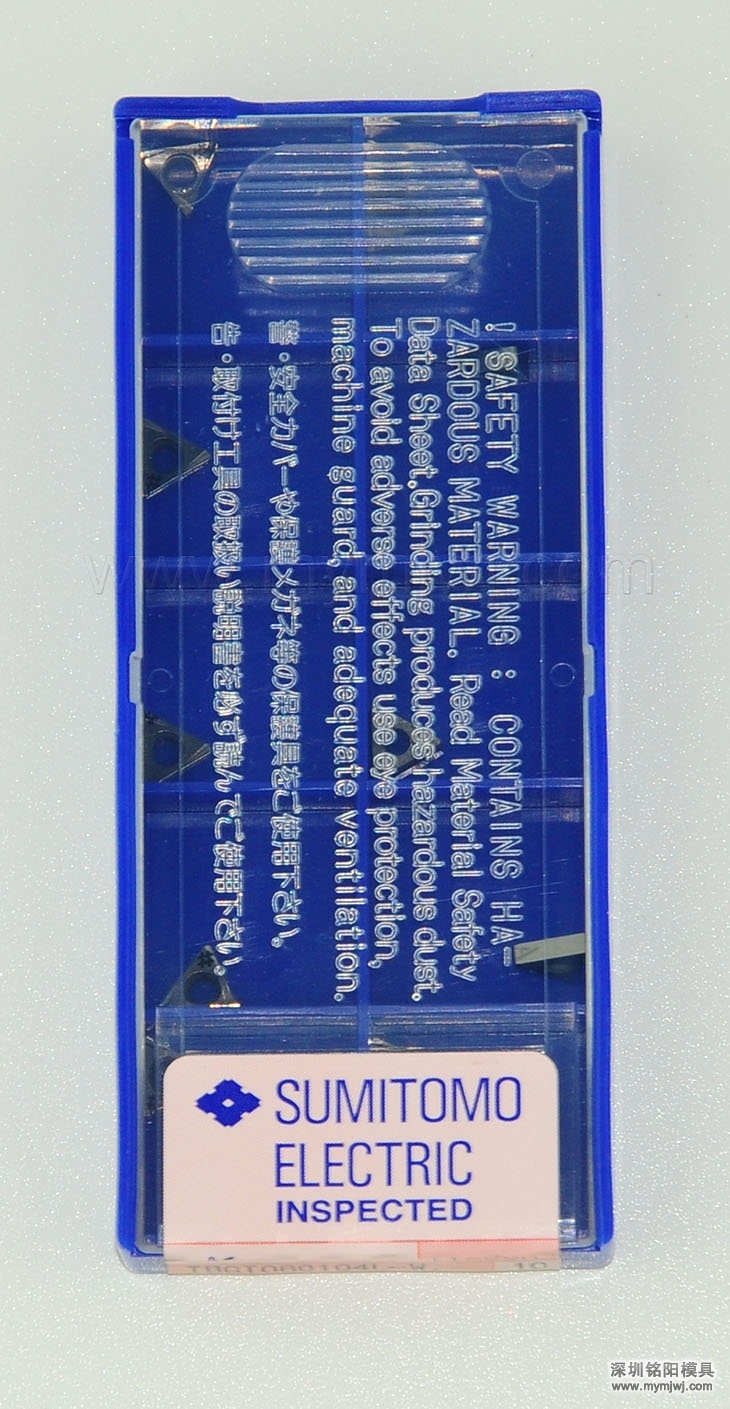 ! SAFETY WARNING : CONTAINS HA-
ZARDOUS MATERIAL. Read Material Safety
Data Sheet.Grinding produces hazardous dust.
To avoid adverse effects use eye protection,
machine guard,and adequate ventilation.
警・安全カバーや保護メガネ等の保護具をご使用下さい。
告・取付け工具の取扱い説明書を必ず読んでご使用下さい。
SUMITOMO
ELECTRIC
INSPECTED
10
深圳铭阳模具
www.mymjwj.com